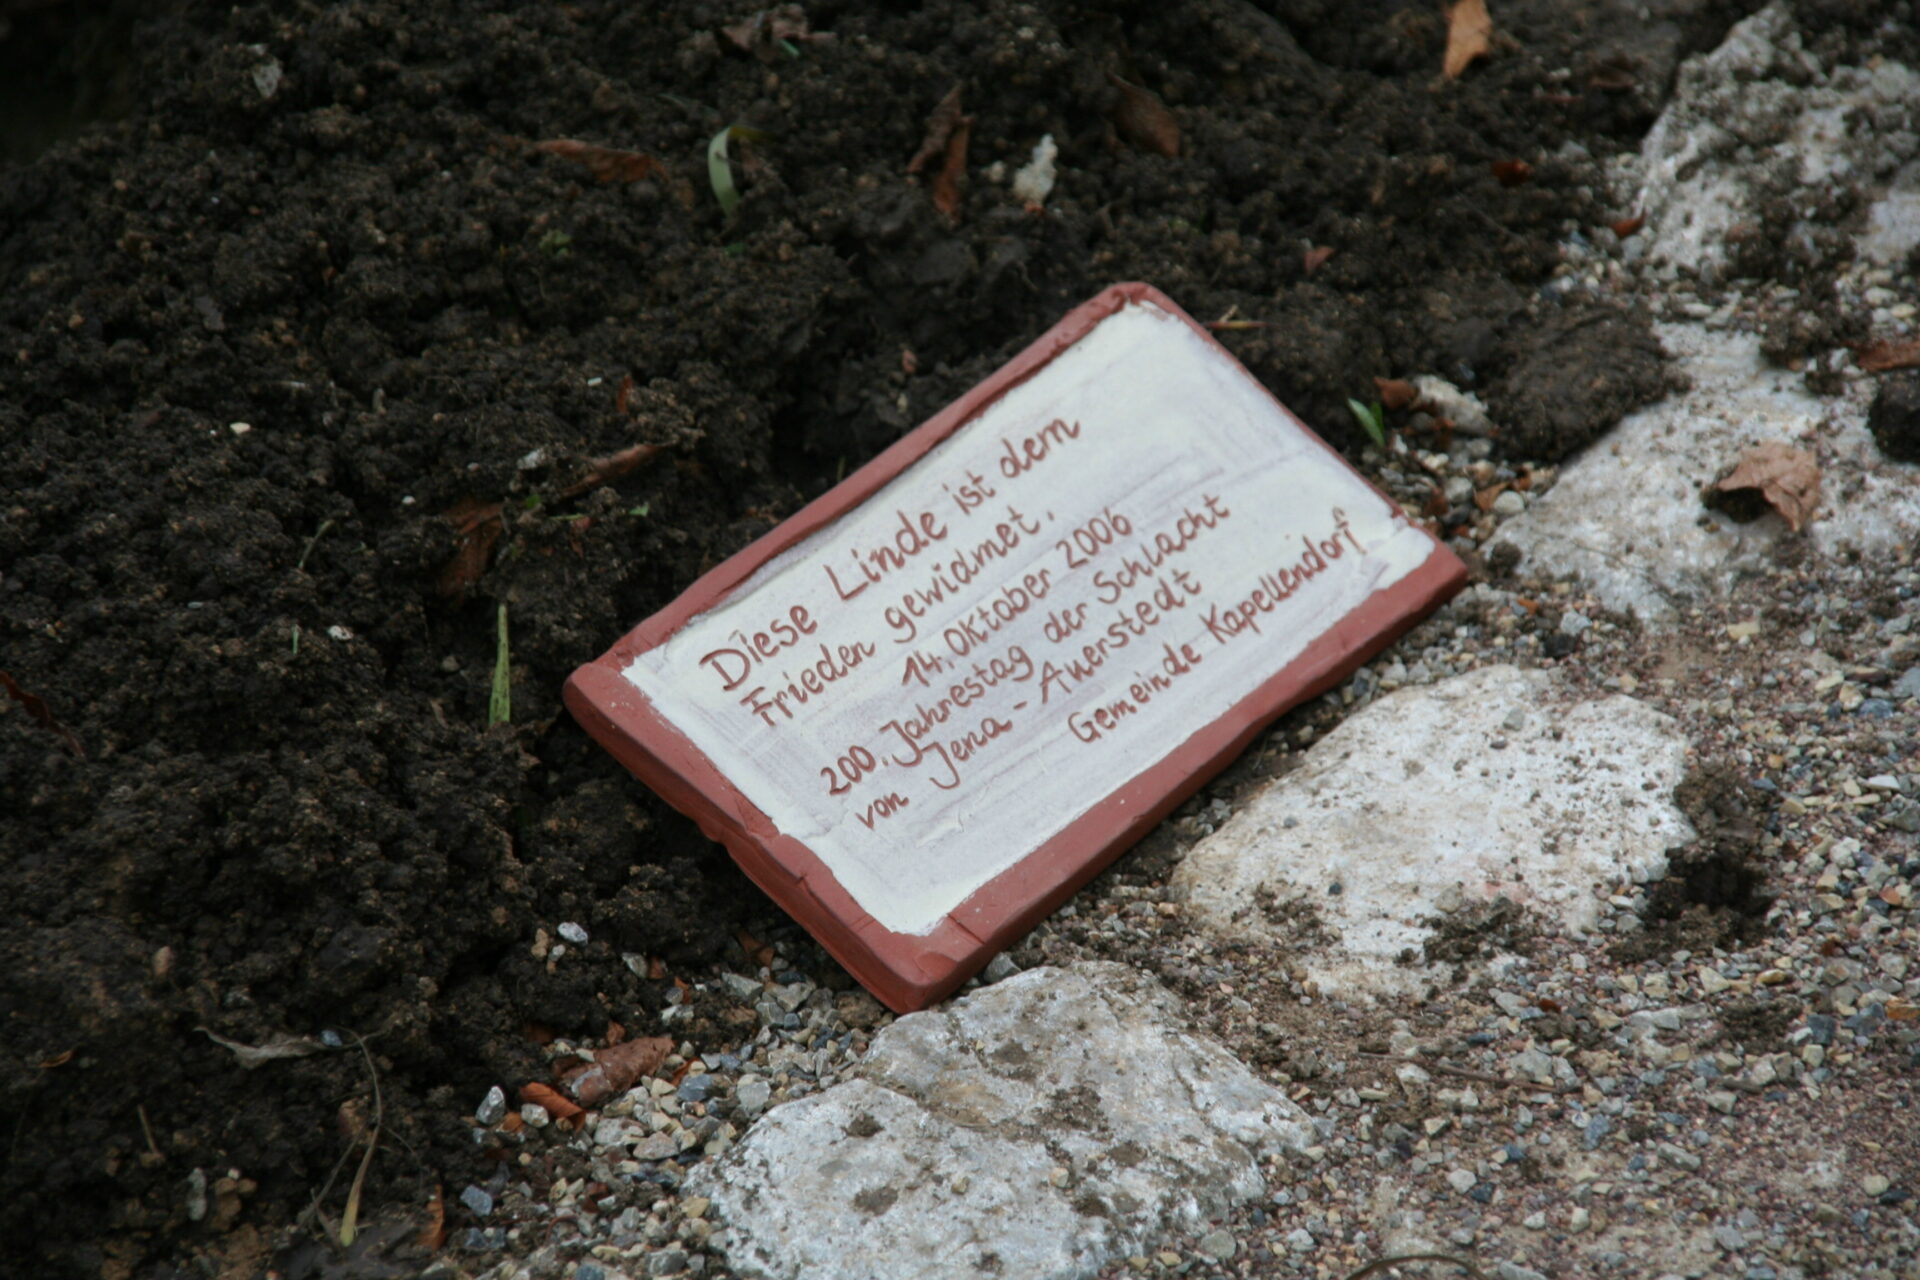 Diese Linde ist dem
Frieden gewidmet.
14. Oktober 2006
200. Jahrestag der Schlacht
von Jena - Auerstedt
Gemeinde Kapellendorf